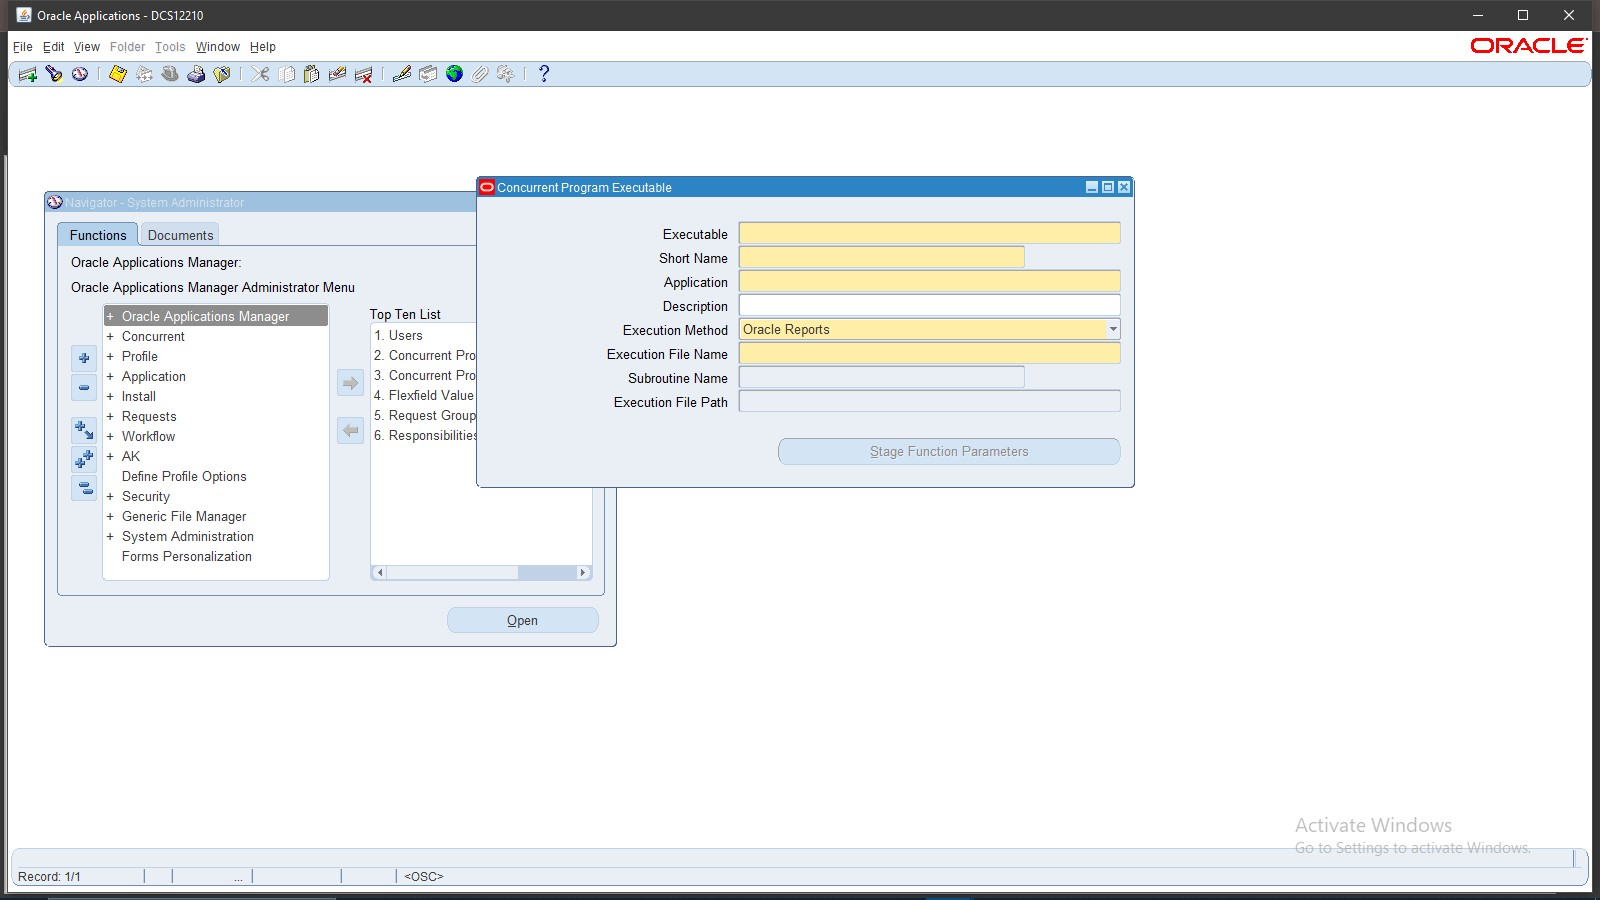 Oracle Applications - DCS12210
File Edit View Folder Tools Window Help
ORACLE
Concurrent Program Executable
Navigator - System Administrator
Functions Documents
Oracle Applications Manager:
Oracle Applications Manager Administrator Menu
+ Oracle Applications Manager
+ Concurrent
+ Profile
+ Application
+ Install
+ Requests
+ Workflow
+ AK
Define Profile Options
+ Security
+ Generic File Manager
+ System Administration
Forms Personalization
Top Ten List
1. Users
2. Concurrent Pro
3. Concurrent Pro
4. Flexfield Value
5. Request Group
6. Responsibilities
Open
Executable
Short Name
Application
Description
Execution Method Oracle Reports
Execution File Name
Subroutine Name
Execution File Path
Stage Function Parameters
Activate Windows
Go to Settings to activate Windows.
Record: 1/1 ... <OSC>